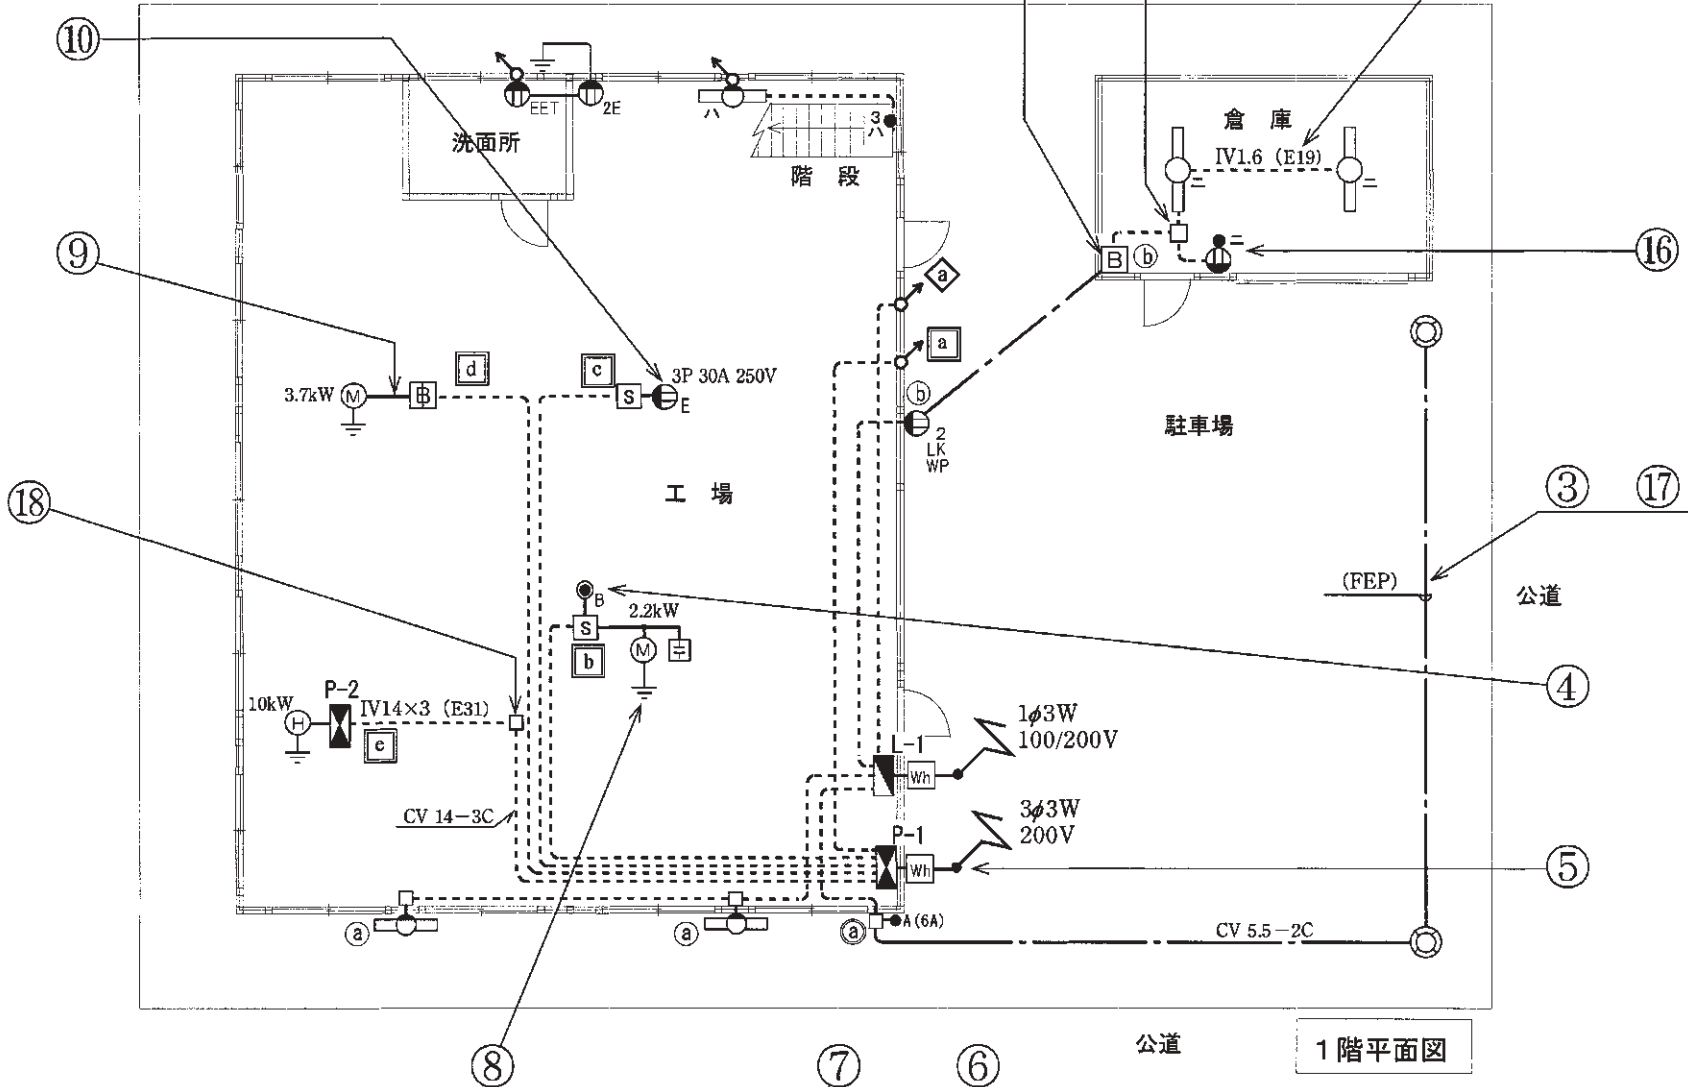 ⑩
EET
2E
洗面所
ハ
3
ハ
階 段
倉 庫
IV1.6 (E19)
ニ
ニ
ニ
B
ⓑ
⑯
⑨
a
a
d
c
3P 30A 250V
3.7kW
M
B
S
E
ⓑ
2
LK
WP
駐車場
工 場
⑱
③
⑰
(FEP)
公道
B
2.2kW
S
M
b
④
10kW
P-2
H
IV14×3 (E31)
e
1φ3W
100/200V
L-1
Wh
CV 14-3C
3φ3W
200V
P-1
Wh
⑤
ⓐ
ⓐ
ⓐ
A(6A)
CV 5.5-2C
公道
1階平面図
⑧
⑦
⑥